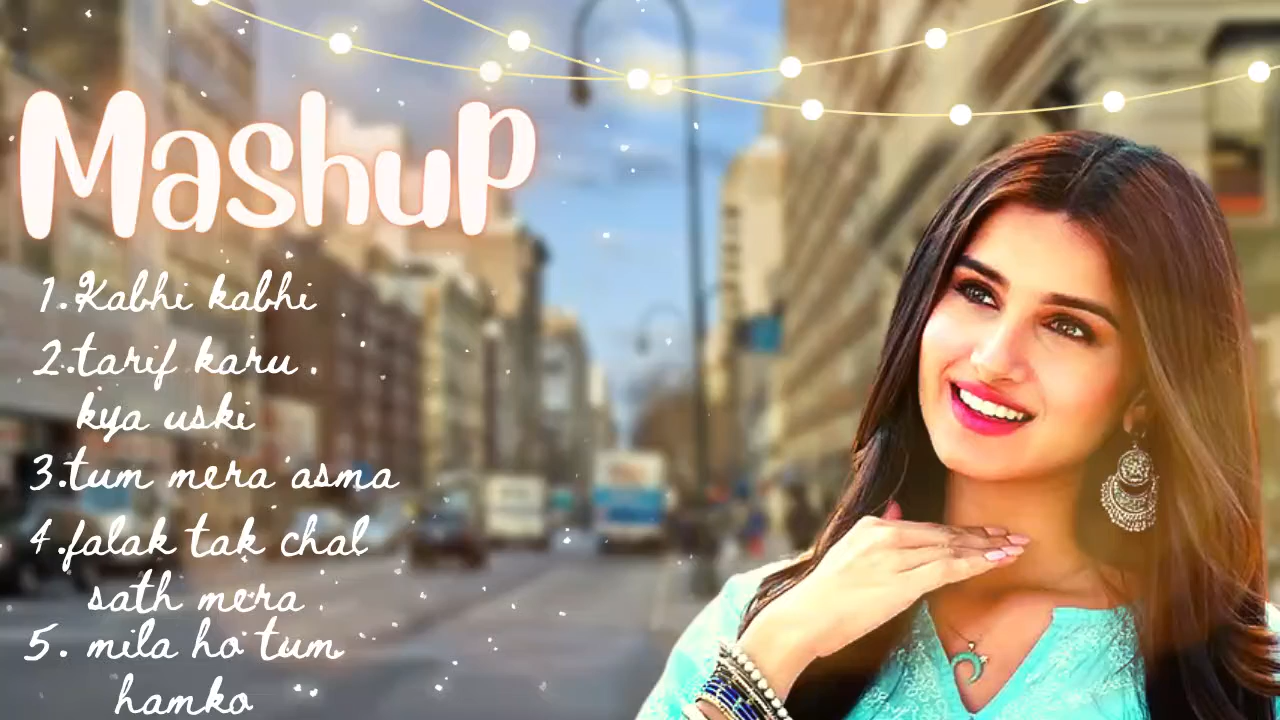 Mashup
1.Kabhi kabhi
2.tarif karu .
kya uski
3.tum mera asma
4.falak tak chal
sath mera .
5. mila ho tum
hamko